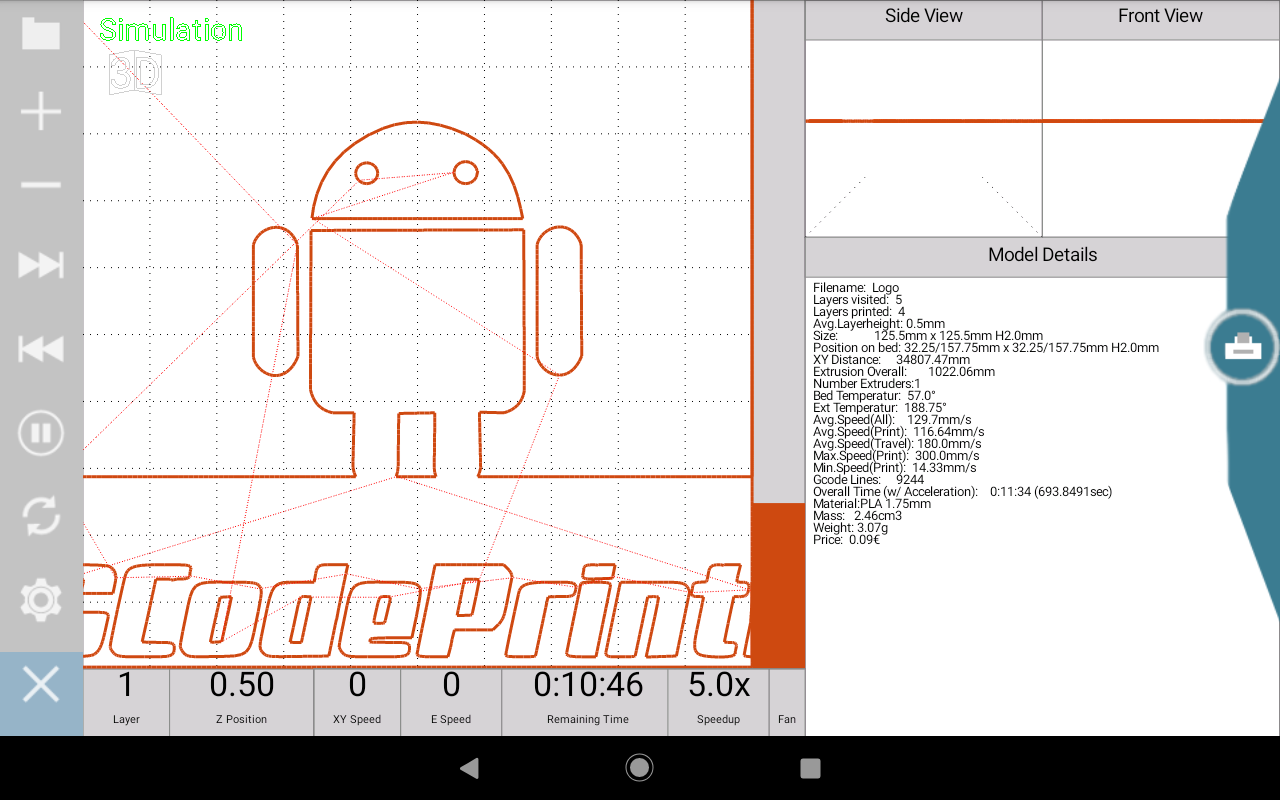 Simulation
3D
GCodePrint
1
Layer
0.50
Z Position
0
XY Speed
0
E Speed
0:10:46
Remaining Time
5.0x
Speedup
Fan
Side View
Front View
Model Details
Filename: Logo
Layers visited: 5
Layers printed: 4
Avg.Layerheight: 0.5mm
Size: 125.5mm x 125.5mm H2.0mm
Position on bed: 32.25/157.75mm x 32.25/157.75mm H2.0mm
XY Distance: 34807.47mm
Extrusion Overall: 1022.06mm
Number Extruders:1
Bed Temperatur: 57.0°
Ext Temperatur: 188.75°
Avg.Speed(All): 129.7mm/s
Avg.Speed(Print): 116.64mm/s
Avg.Speed(Travel): 180.0mm/s
Max.Speed(Print): 300.0mm/s
Min.Speed(Print): 14.33mm/s
Gcode Lines: 9244
Overall Time (w/ Acceleration): 0:11:34 (693.8491sec)
Material:PLA 1.75mm
Mass: 2.46cm3
Weight: 3.07g
Price: 0.09€